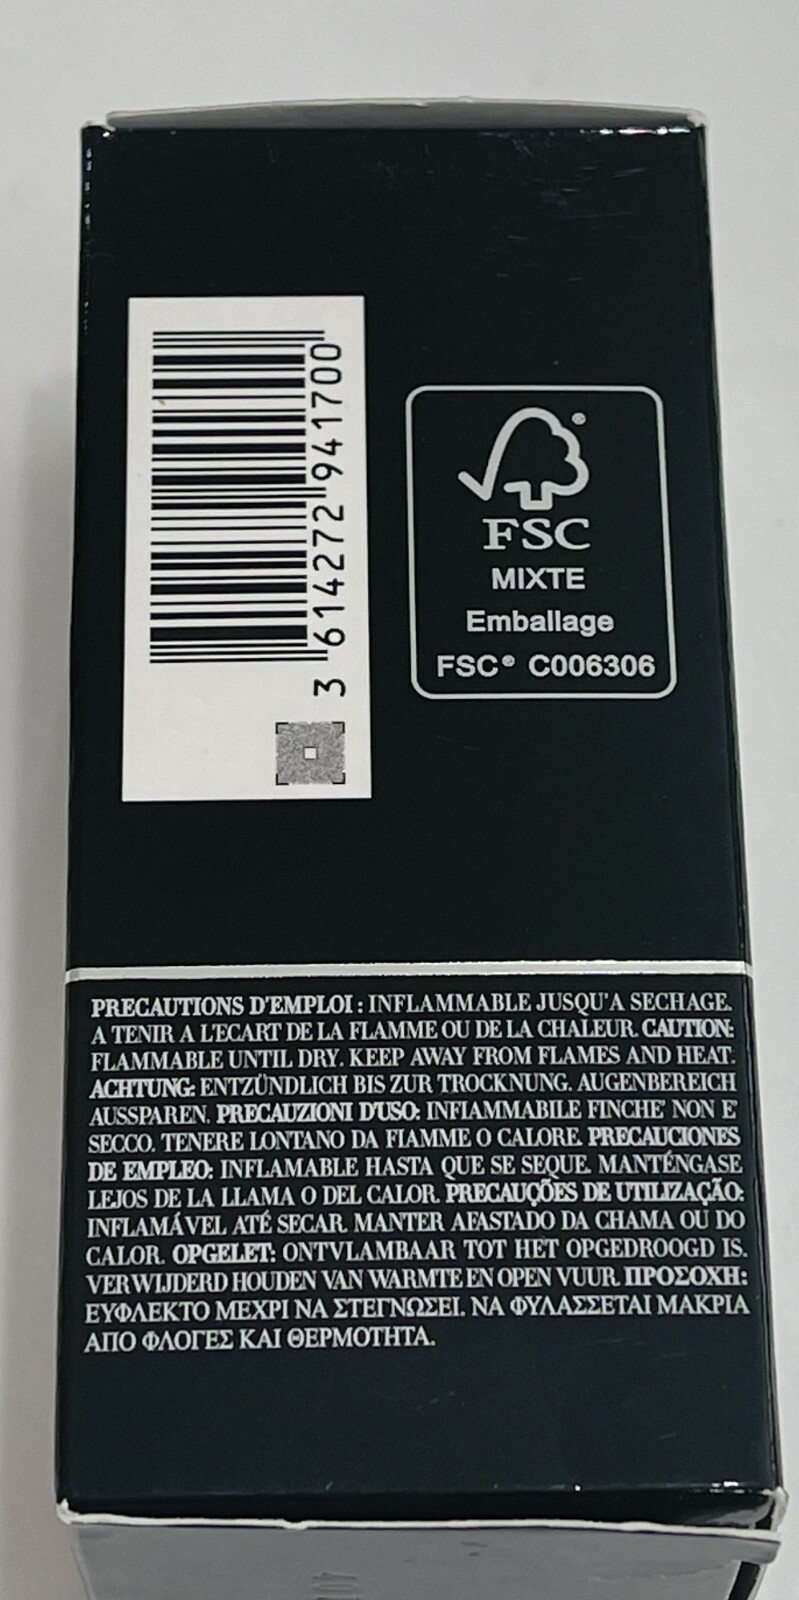 3 614272 941700
FSC®
MIXTE
Emballage
FSC® C006306
PRECAUTIONS D'EMPLOI : INFLAMMABLE JUSQU'A SECHAGE.
A TENIR A L'ECART DE LA FLAMME OU DE LA CHALEUR. CAUTION:
FLAMMABLE UNTIL DRY. KEEP AWAY FROM FLAMES AND HEAT.
ACHTUNG: ENTZÜNDLICH BIS ZUR TROCKNUNG. AUGENBEREICH
AUSSPAREN. PRECAUZIONI D'USO: INFIAMMABILE FINCHE' NON E'
SECCO. TENERE LONTANO DA FIAMME O CALORE. PRECAUCIONES
DE EMPLEO: INFLAMABLE HASTA QUE SE SEQUE. MANTÉNGASE
LEJOS DE LA LLAMA O DEL CALOR. PRECAUÇÕES DE UTILIZAÇÃO:
INFLAMÁVEL ATÉ SECAR. MANTER AFASTADO DA CHAMA OU DO
CALOR. OPGELET: ONTVLAMBAAR TOT HET OPGEDROOGD IS.
VERWIJDERD HOUDEN VAN WARMTE EN OPEN VUUR. ΠΡΟΣΟΧΗ:
ΕΥΦΛΕΚΤΟ ΜΕΧΡΙ ΝΑ ΣΤΕΓΝΩΣΕΙ. ΝΑ ΦΥΛΑΣΣΕΤΑΙ ΜΑΚΡΙΑ
ΑΠΟ ΦΛΟΓΕΣ ΚΑΙ ΘΕΡΜΟΤΗΤΑ.